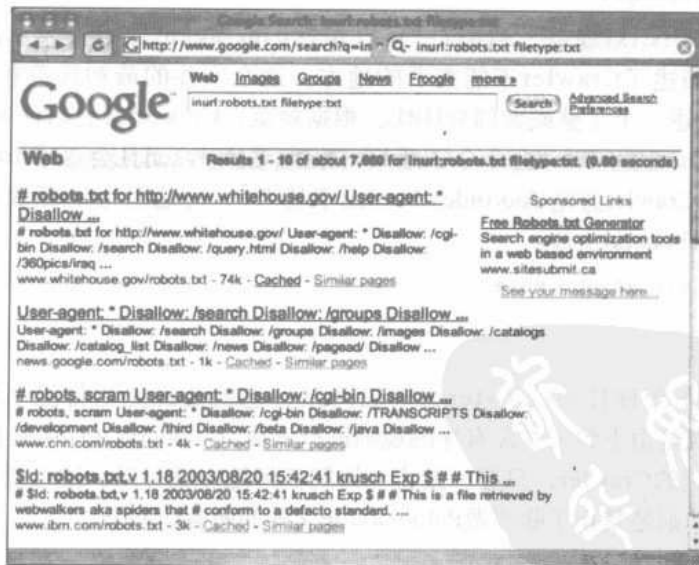 Google Search: inurl:robots.txt filetype:txt
http://www.google.com/search?q=in
Q- inurl:robots.txt filetype:txt
Google
Web Images Groups News Froogle more »
inurl:robots.txt filetype:txt
Search
Advanced Search
Preferences
Web
Results 1 - 10 of about 7,660 for inurl:robots.txt filetype:txt. (0.80 seconds)
# robots.txt for http://www.whitehouse.gov/ User-agent: *
Disallow ...
# robots.txt for http://www.whitehouse.gov/ User-agent: * Disallow: /cgi-
bin Disallow: /search Disallow: /query.html Disallow: /help Disallow:
/360pics/iraq ...
www.whitehouse.gov/robots.txt - 74k - Cached - Similar pages
User-agent: * Disallow: /search Disallow: /groups Disallow ...
User-agent: * Disallow: /search Disallow: /groups Disallow: /images Disallow: /catalogs
Disallow: /catalog_list Disallow: /news Disallow: /pagead/ Disallow ...
news.google.com/robots.txt - 1k - Cached - Similar pages
# robots, scram User-agent: * Disallow: /cgi-bin Disallow ...
# robots, scram User-agent: * Disallow: /cgi-bin Disallow: /TRANSCRIPTS Disallow:
/development Disallow: /third Disallow: /beta Disallow: /java Disallow ...
www.cnn.com/robots.txt - 4k - Cached - Similar pages
$Id: robots.txt,v 1.18 2003/08/20 15:42:41 krusch Exp $ # # This ...
# $Id: robots.txt,v 1.18 2003/08/20 15:42:41 krusch Exp $ # # This is a file retrieved by
webwalkers aka spiders that # conform to a defacto standard. ...
www.ibm.com/robots.txt - 3k - Cached - Similar pages
Sponsored Links
Free Robots.txt Generator
Search engine optimization tools
in a web based environment
www.sitesubmit.ca
See your message here...